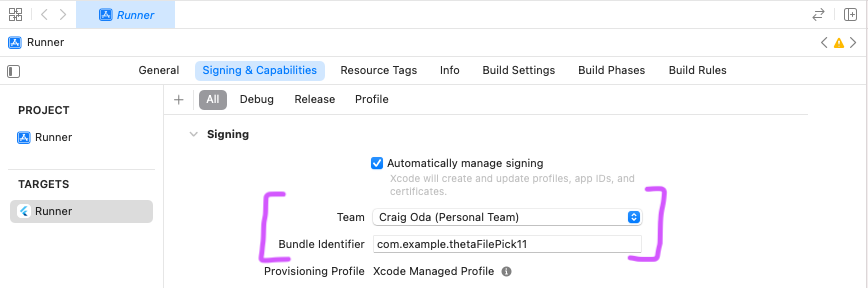 Runner
Runner
General Signing & Capabilities Resource Tags Info Build Settings Build Phases Build Rules
PROJECT
Runner
TARGETS
Runner
All Debug Release Profile
Signing
Automatically manage signing
Xcode will create and update profiles, app IDs, and
certificates.
Team Craig Oda (Personal Team)
Bundle Identifier com.example.thetaFilePick11
Provisioning Profile Xcode Managed Profile